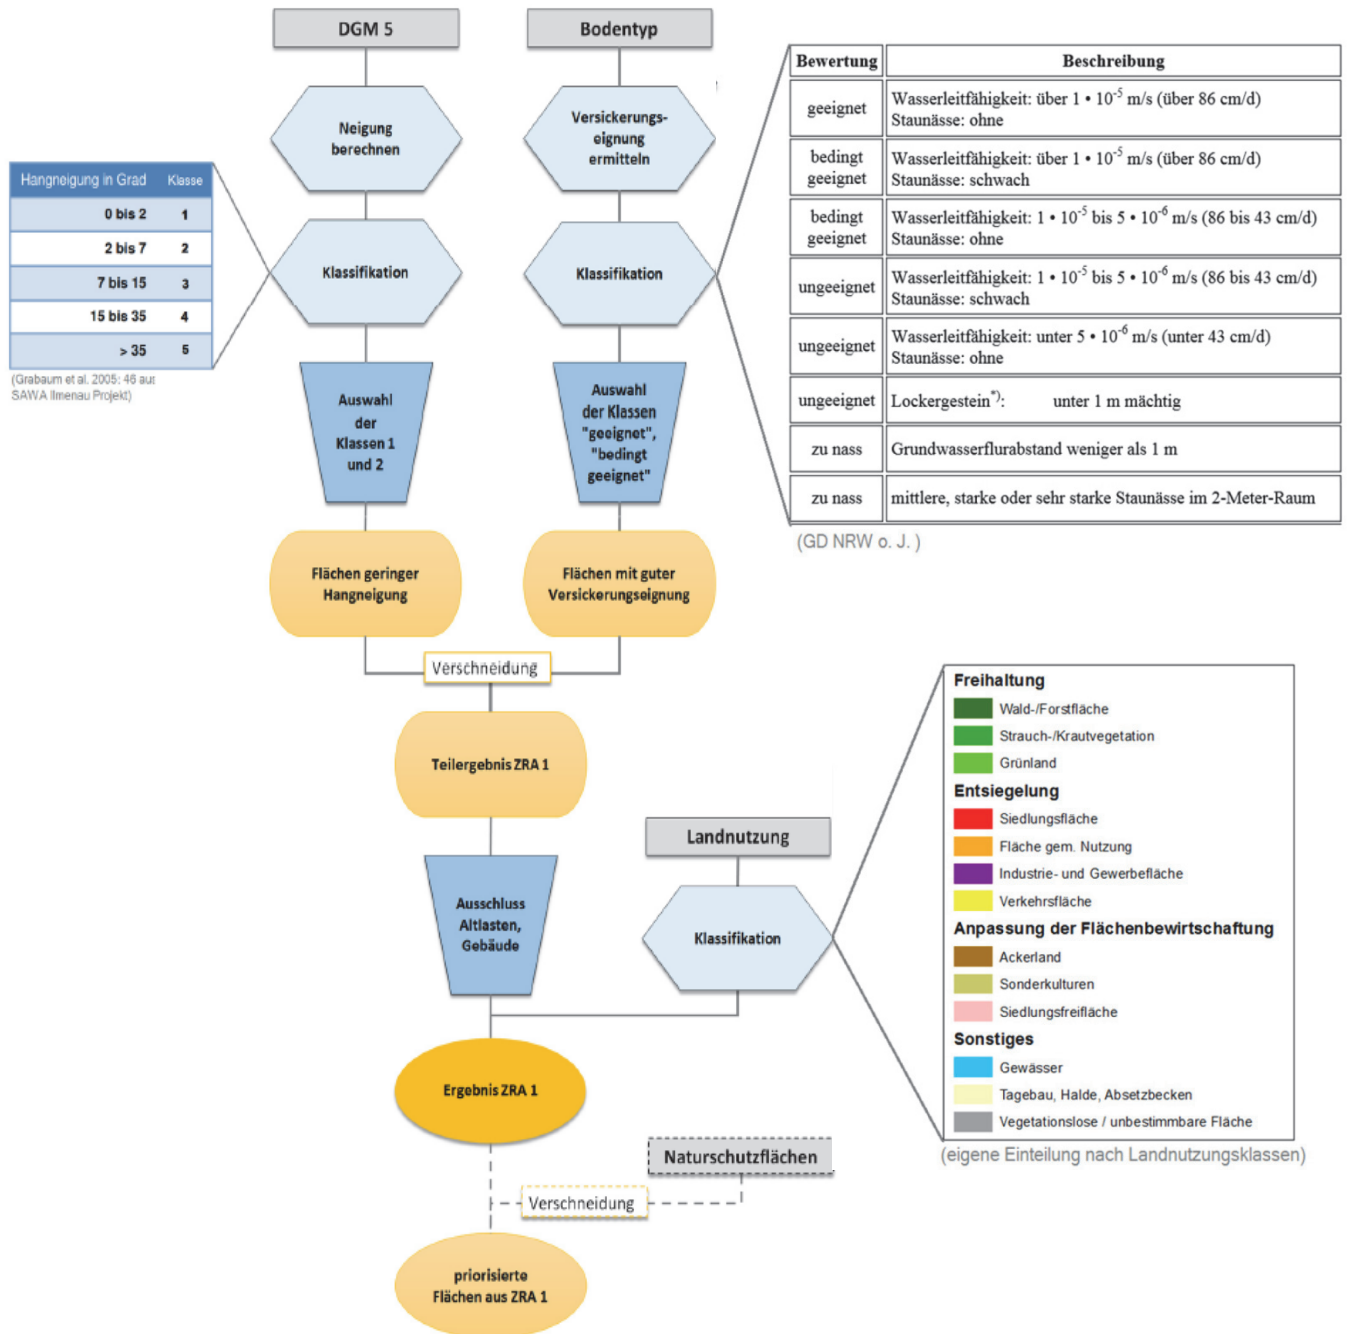 DGM 5
Bodentyp
Neigung
berechnen
Versickerungs-
eignung
ermitteln
Hangneigung in Grad Klasse
0 bis 2 1
2 bis 7 2
7 bis 15 3
15 bis 35 4
> 35 5
(Grabaum et al. 2005: 46 aus
SAWA Ilmenau Projekt)
Klassifikation
Klassifikation
Bewertung Beschreibung
geeignet Wasserleitfähigkeit: über 1 • 10⁻⁵ m/s (über 86 cm/d)
Staunässe: ohne
bedingt geeignet Wasserleitfähigkeit: über 1 • 10⁻⁵ m/s (über 86 cm/d)
Staunässe: schwach
bedingt geeignet Wasserleitfähigkeit: 1 • 10⁻⁵ bis 5 • 10⁻⁶ m/s (86 bis 43 cm/d)
Staunässe: ohne
ungeeignet Wasserleitfähigkeit: 1 • 10⁻⁵ bis 5 • 10⁻⁶ m/s (86 bis 43 cm/d)
Staunässe: schwach
ungeeignet Wasserleitfähigkeit: unter 5 • 10⁻⁶ m/s (unter 43 cm/d)
Staunässe: ohne
ungeeignet Lockergestein*): unter 1 m mächtig
zu nass Grundwasserflurabstand weniger als 1 m
zu nass mittlere, starke oder sehr starke Staunässe im 2-Meter-Raum
(GD NRW o. J. )
Auswahl
der
Klassen 1
und 2
Auswahl
der Klassen
"geeignet",
"bedingt
geeignet"
Flächen geringer
Hangneigung
Flächen mit guter
Versickerungseignung
Verschneidung
Teilergebnis ZRA 1
Landnutzung
Ausschluss
Altlasten,
Gebäude
Klassifikation
Freihaltung
Wald-/Forstfläche
Strauch-/Krautvegetation
Grünland
Entsiegelung
Siedlungsfläche
Fläche gem. Nutzung
Industrie- und Gewerbefläche
Verkehrsfläche
Anpassung der Flächenbewirtschaftung
Ackerland
Sonderkulturen
Siedlungsfreifläche
Sonstiges
Gewässer
Tagebau, Halde, Absetzbecken
Vegetationslose / unbestimmbare Fläche
(eigene Einteilung nach Landnutzungsklassen)
Ergebnis ZRA 1
Naturschutzflächen
Verschneidung
priorisierte
Flächen aus ZRA 1